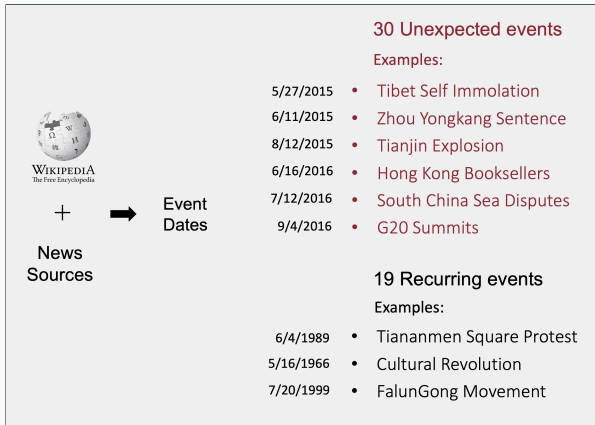 30 Unexpected events
Examples:
5/27/2015 • Tibet Self Immolation
6/11/2015 • Zhou Yongkang Sentence
8/12/2015 • Tianjin Explosion
6/16/2016 • Hong Kong Booksellers
7/12/2016 • South China Sea Disputes
9/4/2016 • G20 Summits
WIKIPEDIA
The Free Encyclopedia
+
News
Sources
Event
Dates
19 Recurring events
Examples:
6/4/1989 • Tiananmen Square Protest
5/16/1966 • Cultural Revolution
7/20/1999 • FalunGong Movement